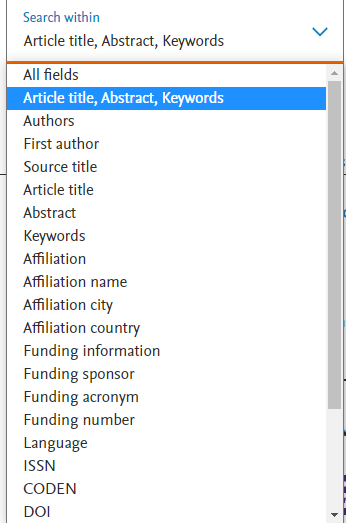 Search within
Article title, Abstract, Keywords
All fields
Article title, Abstract, Keywords
Authors
First author
Source title
Article title
Abstract
Keywords
Affiliation
Affiliation name
Affiliation city
Affiliation country
Funding information
Funding sponsor
Funding acronym
Funding number
Language
ISSN
CODEN
DOI